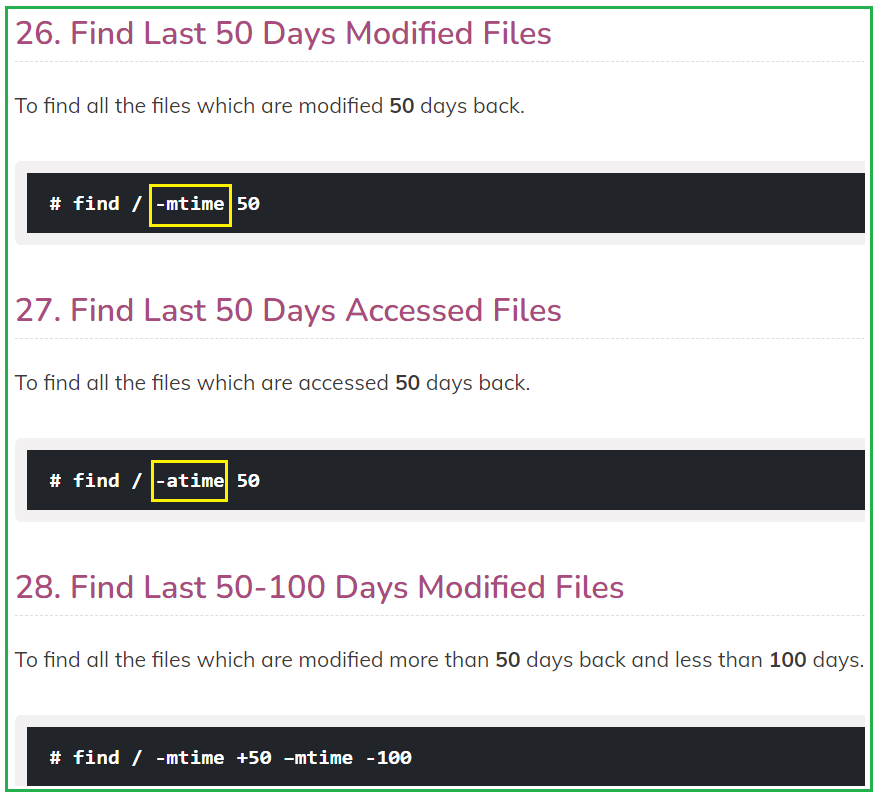 26. Find Last 50 Days Modified Files
To find all the files which are modified 50 days back.
# find / -mtime 50
27. Find Last 50 Days Accessed Files
To find all the files which are accessed 50 days back.
# find / -atime 50
28. Find Last 50-100 Days Modified Files
To find all the files which are modified more than 50 days back and less than 100 days.
# find / -mtime +50 –mtime -100